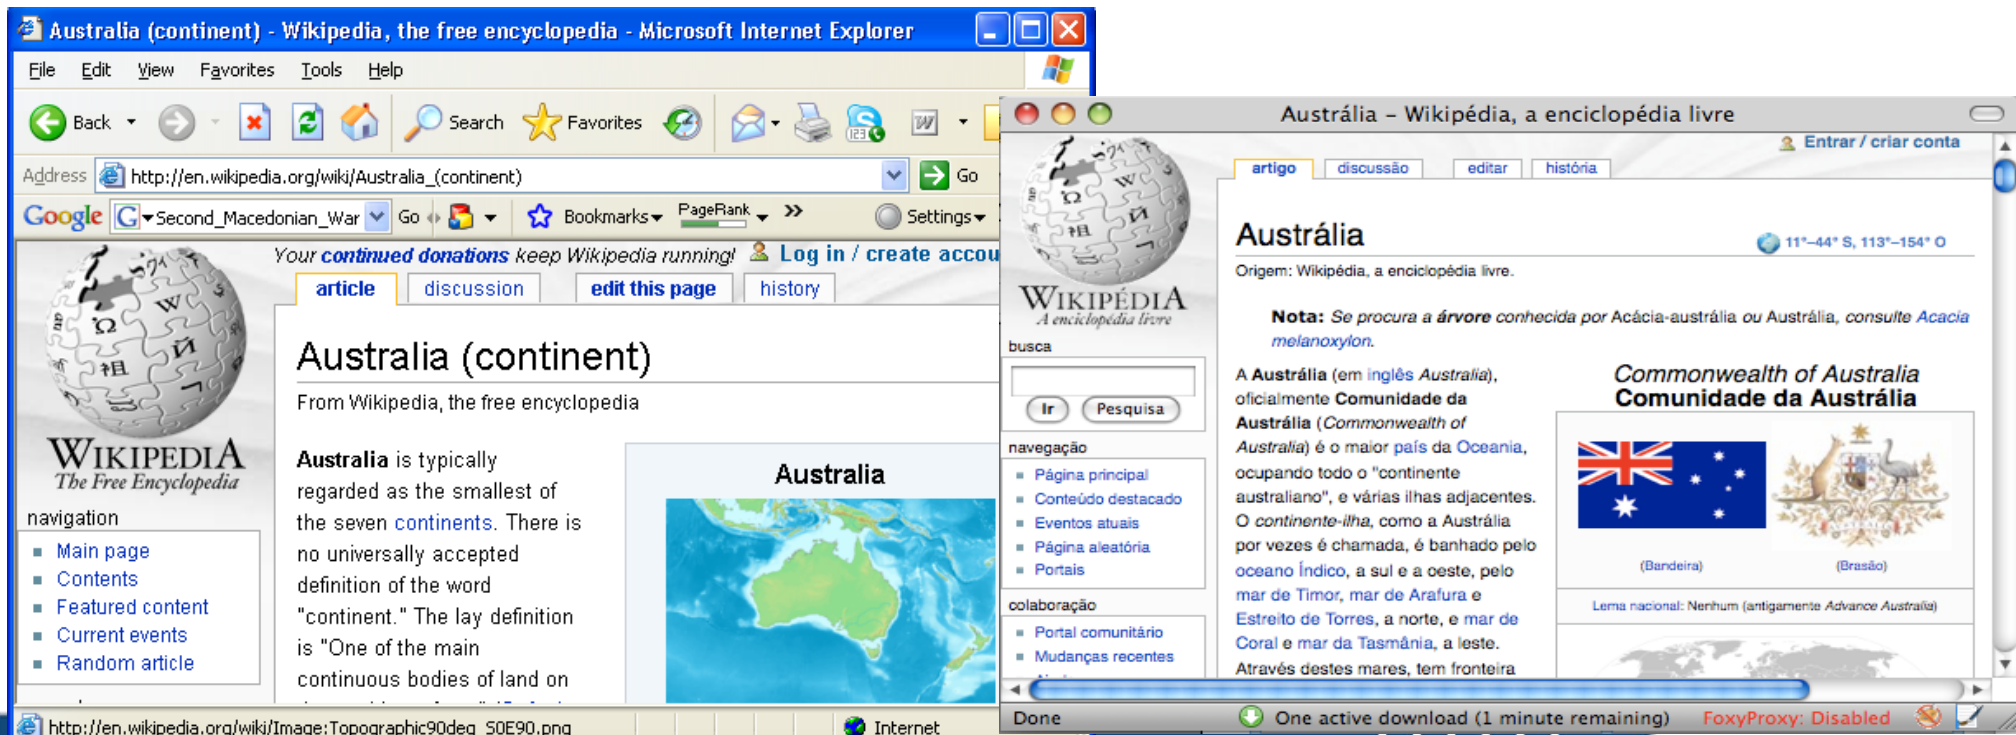 Australia (continent) - Wikipedia, the free encyclopedia - Microsoft Internet Explorer
File Edit View Favorites Tools Help
Back Search Favorites
Address http://en.wikipedia.org/wiki/Australia_(continent) Go
Google G Second_Macedonian_War Go Bookmarks PageRank >> Settings
Your continued donations keep Wikipedia running! Log in / create accou
article discussion edit this page history
Australia (continent)
From Wikipedia, the free encyclopedia
WIKIPEDIA
The Free Encyclopedia
navigation
Main page
Contents
Featured content
Current events
Random article
Australia is typically
regarded as the smallest of
the seven continents. There is
no universally accepted
definition of the word
"continent." The lay definition
is "One of the main
continuous bodies of land on
Australia
http://en.wikipedia.org/wiki/Image:Topographic90deg_S0E90.png Internet
Austrália – Wikipédia, a enciclopédia livre
Entrar / criar conta
artigo discussão editar história
Austrália
11°–44° S, 113°–154° O
Origem: Wikipédia, a enciclopédia livre.
Nota: Se procura a árvore conhecida por Acácia-austrália ou Austrália, consulte Acacia
melanoxylon.
WIKIPÉDIA
A enciclopédia livre
busca
Ir Pesquisa
navegação
Página principal
Conteúdo destacado
Eventos atuais
Página aleatória
Portais
colaboração
Portal comunitário
Mudanças recentes
A Austrália (em inglês Australia),
oficialmente Comunidade da
Austrália (Commonwealth of
Australia) é o maior país da Oceania,
ocupando todo o "continente
australiano", e várias ilhas adjacentes.
O continente-ilha, como a Austrália
por vezes é chamada, é banhado pelo
oceano Índico, a sul e a oeste, pelo
mar de Timor, mar de Arafura e
Estreito de Torres, a norte, e mar de
Coral e mar da Tasmânia, a leste.
Através destes mares, tem fronteira
Commonwealth of Australia
Comunidade da Austrália
(Bandeira) (Brasão)
Lema nacional: Nenhum (antigamente Advance Australia)
Done One active download (1 minute remaining) FoxyProxy: Disabled